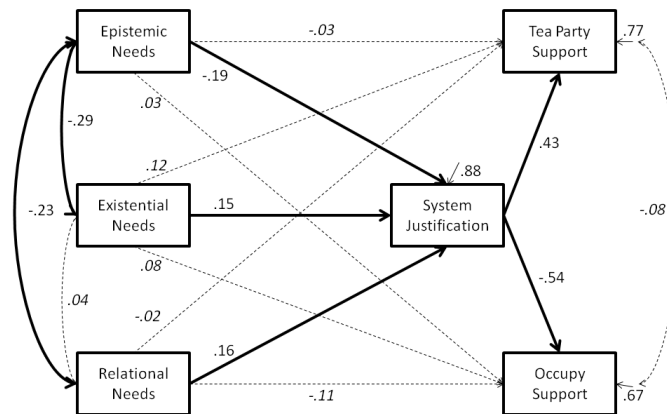 Epistemic
Needs
-.03
Tea Party
Support
.77
-.19
.03
-.29
.43
.12
.88
-.23
Existential
Needs
.15
System
Justification
-.08
.08
-.54
.04
-.02
.16
Relational
Needs
-.11
Occupy
Support
.67